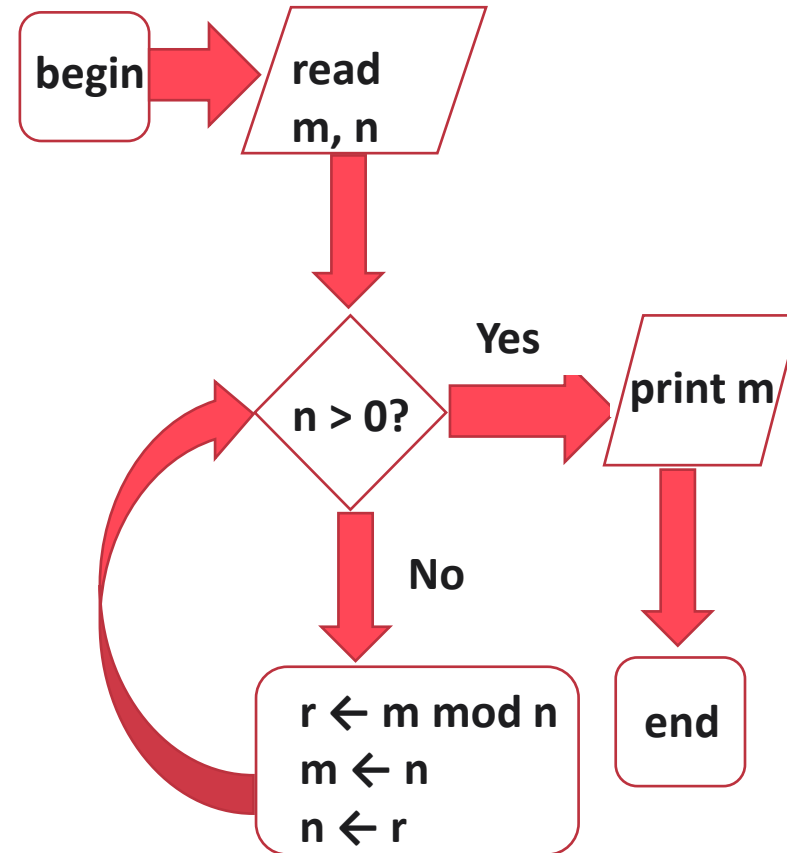 begin
read
m, n
n > 0?
Yes
print m
end
No
r ← m mod n
m ← n
n ← r